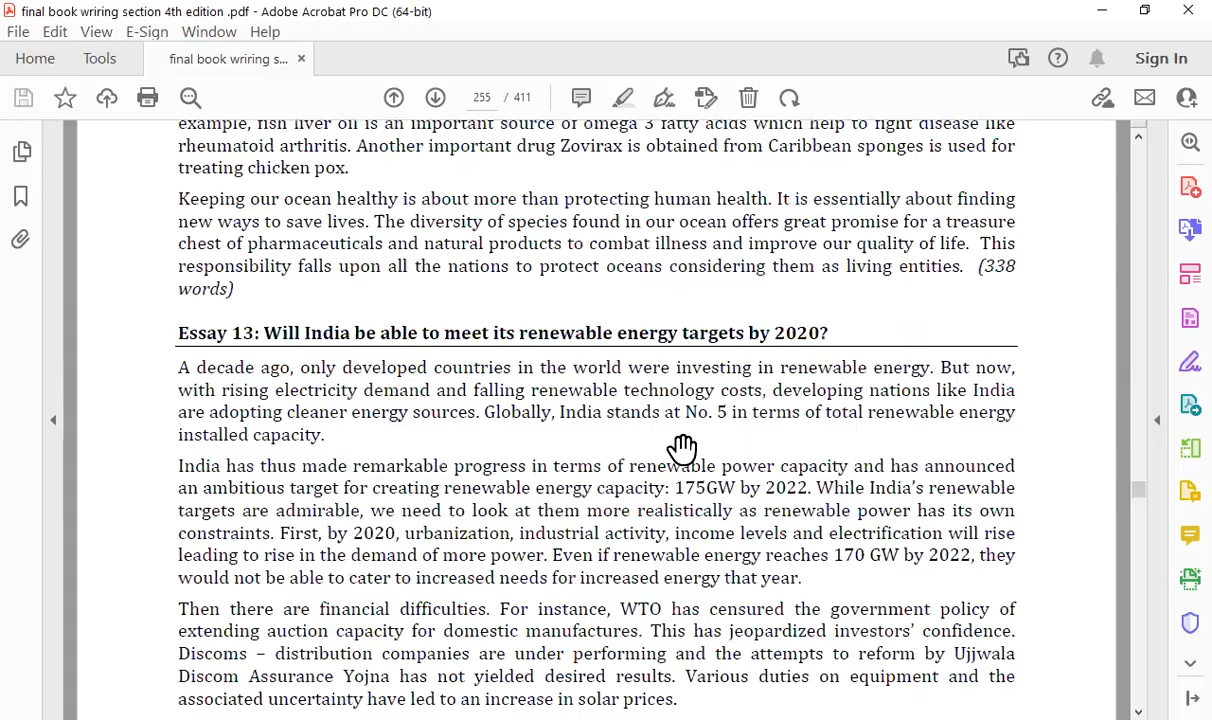 final book wriring section 4th edition .pdf - Adobe Acrobat Pro DC (64-bit)
File Edit View E-Sign Window Help
Home Tools final book wriring s... × Sign In
255 / 411
example, fish liver oil is an important source of omega 3 fatty acids which help to fight disease like
rheumatoid arthritis. Another important drug Zovirax is obtained from Caribbean sponges is used for
treating chicken pox.
Keeping our ocean healthy is about more than protecting human health. It is essentially about finding
new ways to save lives. The diversity of species found in our ocean offers great promise for a treasure
chest of pharmaceuticals and natural products to combat illness and improve our quality of life. This
responsibility falls upon all the nations to protect oceans considering them as living entities. (338
words)
Essay 13: Will India be able to meet its renewable energy targets by 2020?
A decade ago, only developed countries in the world were investing in renewable energy. But now,
with rising electricity demand and falling renewable technology costs, developing nations like India
are adopting cleaner energy sources. Globally, India stands at No. 5 in terms of total renewable energy
installed capacity.
India has thus made remarkable progress in terms of renewable power capacity and has announced
an ambitious target for creating renewable energy capacity: 175GW by 2022. While India's renewable
targets are admirable, we need to look at them more realistically as renewable power has its own
constraints. First, by 2020, urbanization, industrial activity, income levels and electrification will rise
leading to rise in the demand of more power. Even if renewable energy reaches 170 GW by 2022, they
would not be able to cater to increased needs for increased energy that year.
Then there are financial difficulties. For instance, WTO has censured the government policy of
extending auction capacity for domestic manufactures. This has jeopardized investors' confidence.
Discoms – distribution companies are under performing and the attempts to reform by Ujjwala
Discom Assurance Yojna has not yielded desired results. Various duties on equipment and the
associated uncertainty have led to an increase in solar prices.